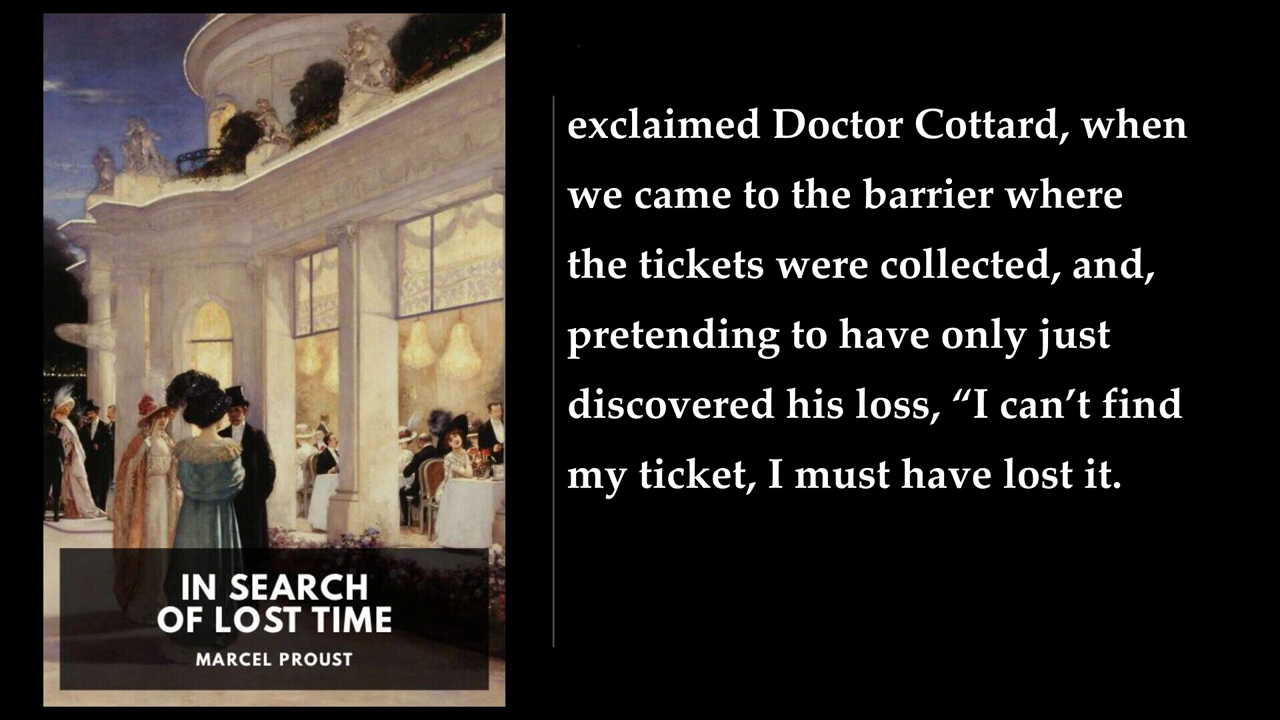 exclaimed Doctor Cottard, when
we came to the barrier where
the tickets were collected, and,
pretending to have only just
discovered his loss, “I can’t find
my ticket, I must have lost it.
IN SEARCH
OF LOST TIME
MARCEL PROUST